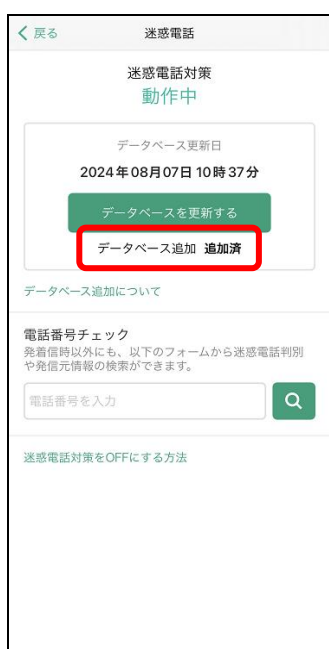 戻る 迷惑電話
迷惑電話対策
動作中
データベース更新日
2024年08月07日10時37分
データベースを更新する
データベース追加 追加済
データベース追加について
電話番号チェック
発着信時以外にも、以下のフォームから迷惑電話判別
や発信元情報の検索ができます。
電話番号を入力
迷惑電話対策をOFFにする方法